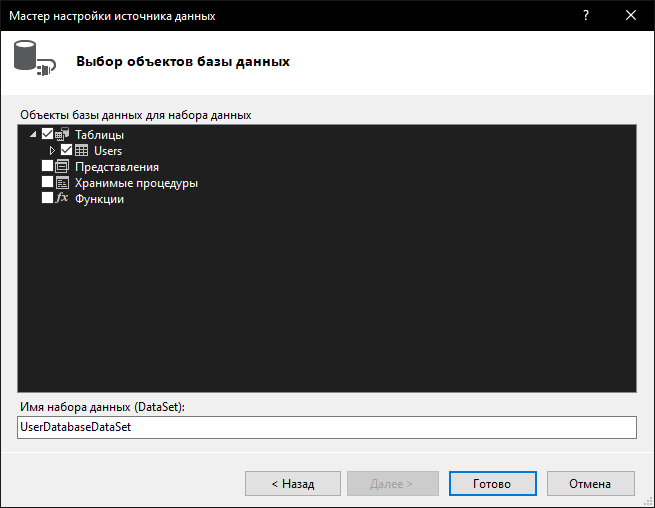 Мастер настройки источника данных
?
Выбор объектов базы данных
Объекты базы данных для набора данных
Таблицы
Users
Представления
Хранимые процедуры
fx Функции
Имя набора данных (DataSet):
UserDatabaseDataSet
< Назад Далее > Готово Отмена